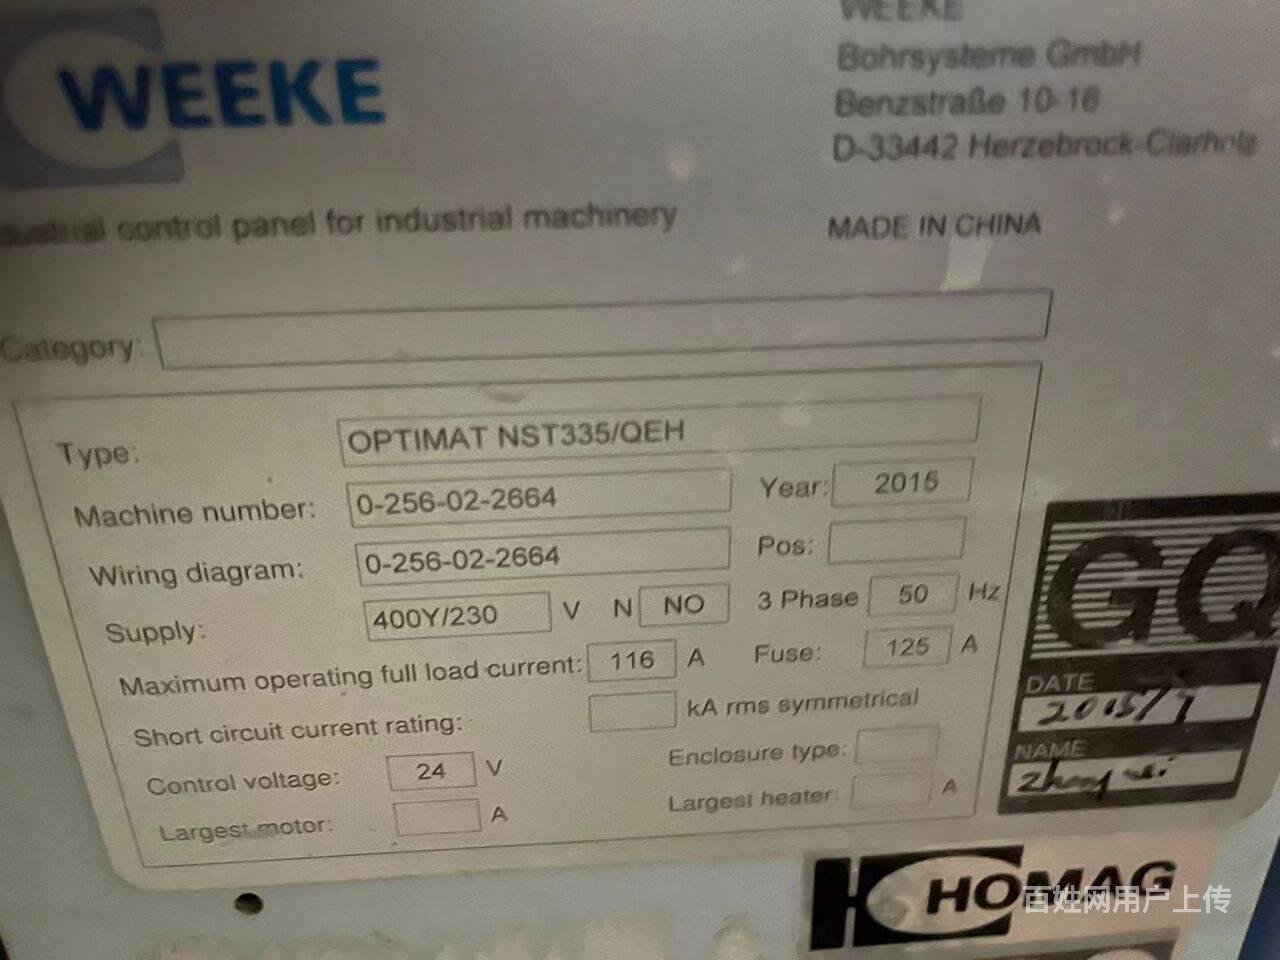 WEEKE
WEEKE
Bohrsysteme GmbH
Benzstraße 10-16
D-33442 Herzebrock-Clarholz
control panel for industrial machinery
MADE IN CHINA
Category:
Type: OPTIMAT NST335/QEH
Machine number: 0-256-02-2664 Year: 2015
Wiring diagram: 0-256-02-2664 Pos:
Supply: 400Y/230 V N NO 3 Phase 50 Hz
Maximum operating full load current: 116 A Fuse: 125 A
Short circuit current rating: kA rms symmetrical
Control voltage: 24 V Enclosure type:
Largest motor: A Largest heater: A
GQ
DATE
NAME
HOMAG
百姓网用户上传